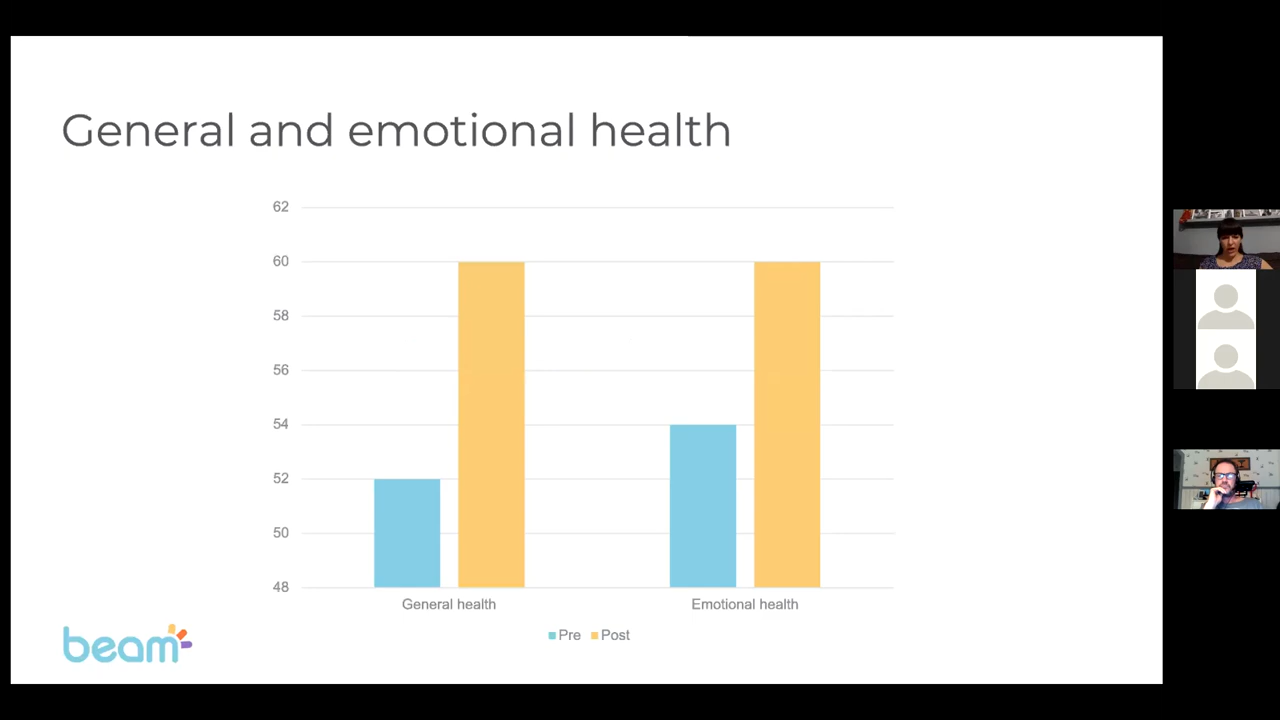 General and emotional health
62
60
58
56
54
52
50
48
General health
Emotional health
Pre
Post
beam